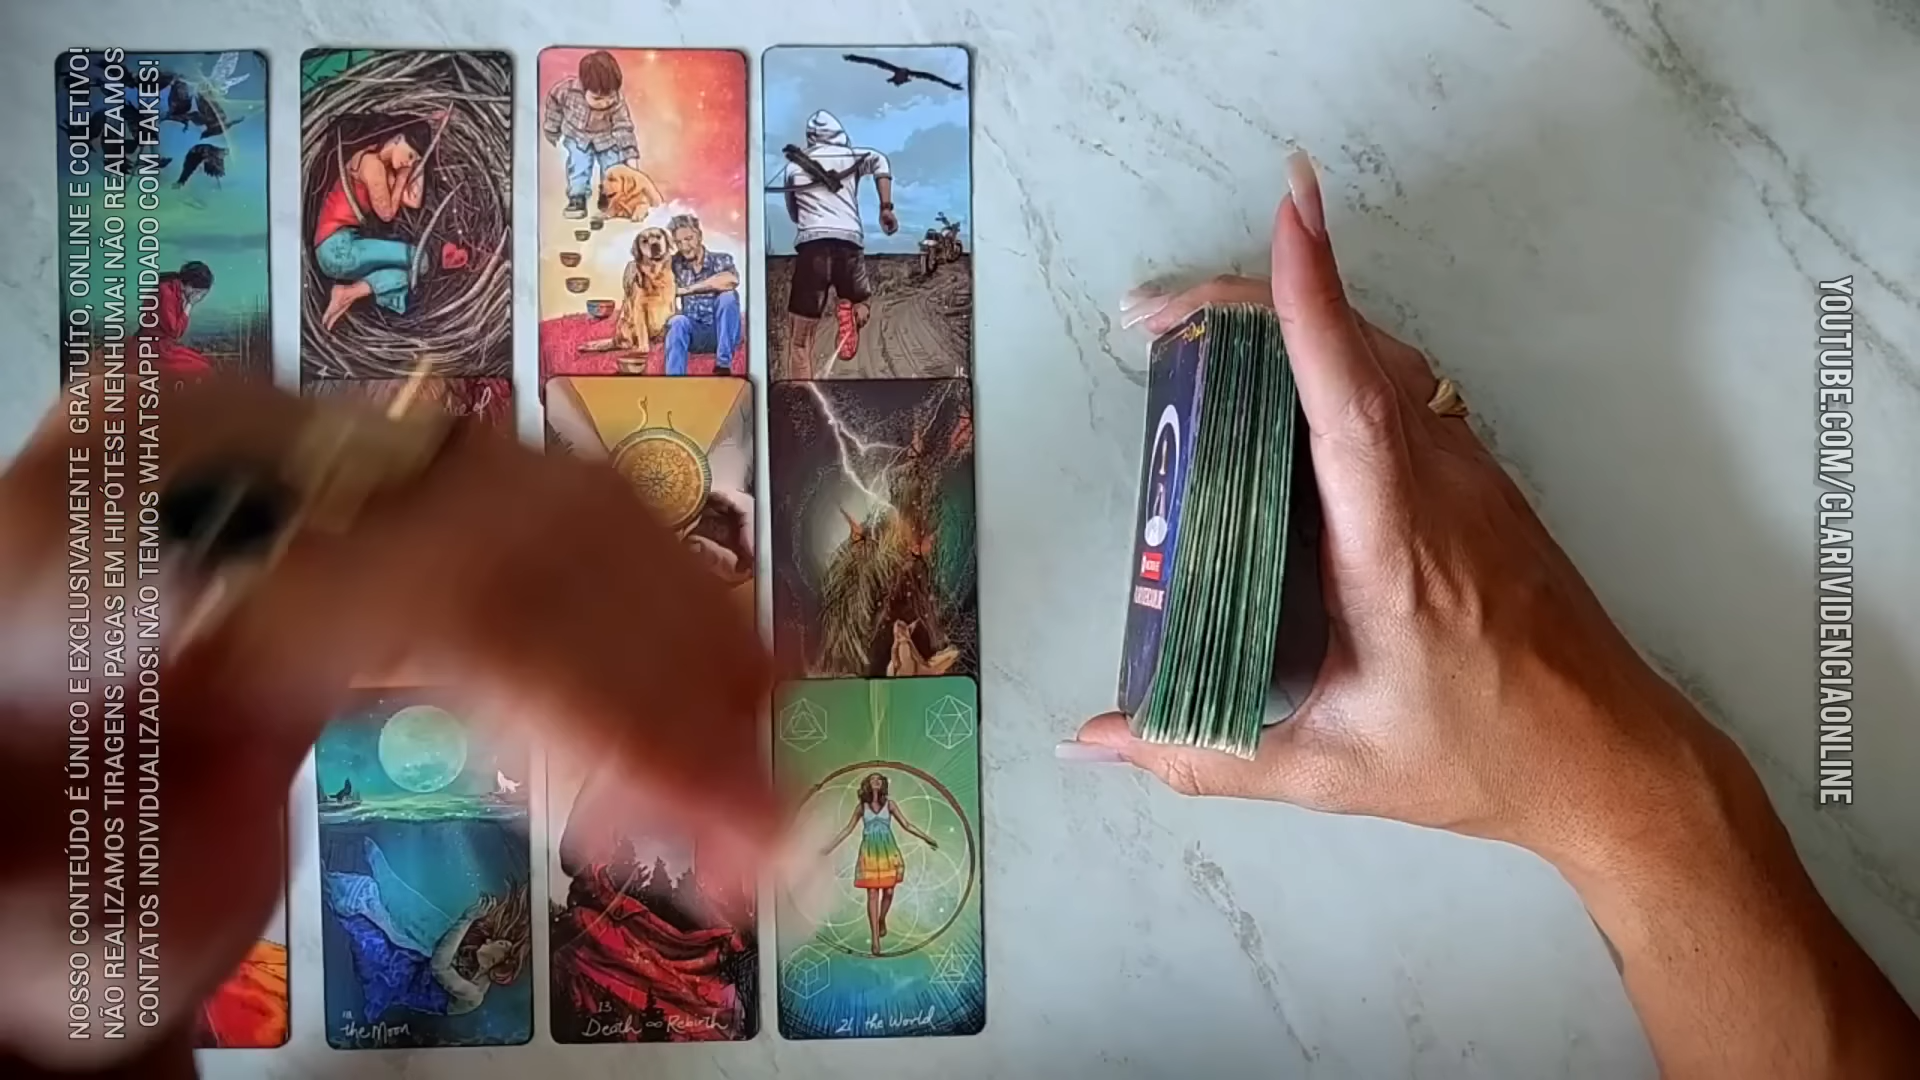 NOSSO CONTEÚDO É ÚNICO E EXCLUSIVAMENTE GRATUÍTO, ONLINE E COLETIVO!
NÃO REALIZAMOS TIRAGENS PAGAS EM HIPÓTESE NENHUMA! NÃO REALIZAMOS
CONTATOS INDIVIDUALIZADOS! NÃO TEMOS WHATSAPP! CUIDADO COM FAKES!
YOUTUBE.COM/CLARIVIDENCIAONLINE
18
the Moon
13
Death ∞ Rebirth
21 the World